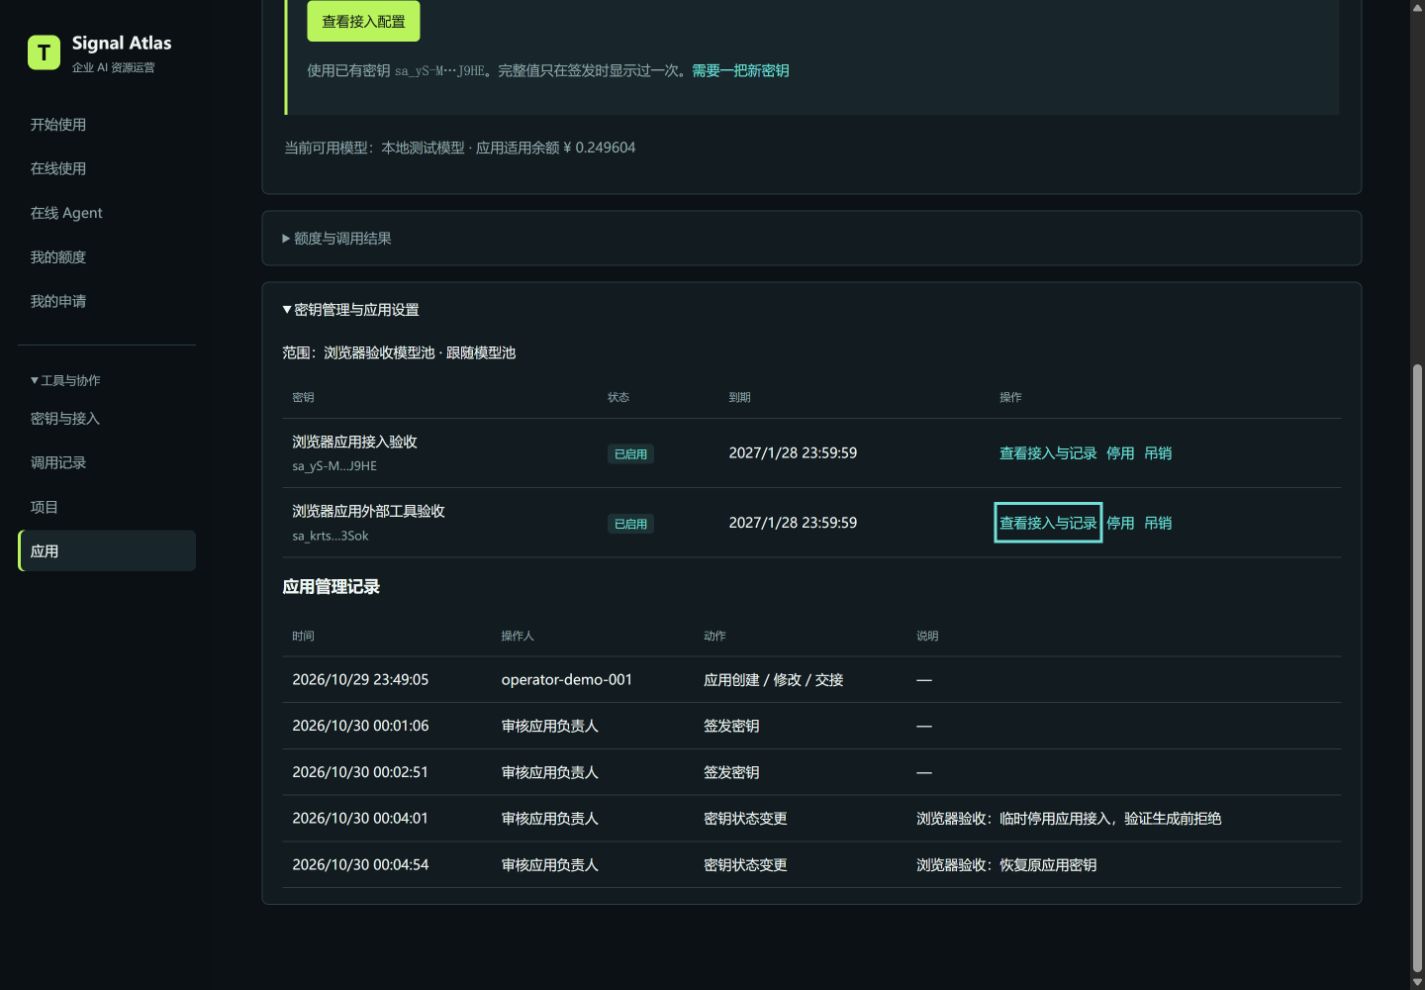 T
Signal Atlas
企业 AI 资源运营
开始使用
在线使用
在线 Agent
我的额度
我的申请
▼工具与协作
密钥与接入
调用记录
项目
应用
查看接入配置
使用已有密钥 sa_yS-M…J9HE。完整值只在签发时显示过一次。需要一把新密钥
当前可用模型：本地测试模型 · 应用适用余额 ¥ 0.249604
▶额度与调用结果
▼密钥管理与应用设置
范围：浏览器验收模型池 · 跟随模型池
密钥 状态 到期 操作
浏览器应用接入验收
sa_yS-M...J9HE
已启用 2027/1/28 23:59:59 查看接入与记录 停用 吊销
浏览器应用外部工具验收
sa_krts...3Sok
已启用 2027/1/28 23:59:59 查看接入与记录 停用 吊销
应用管理记录
时间 操作人 动作 说明
2026/10/29 23:49:05 operator-demo-001 应用创建 / 修改 / 交接 —
2026/10/30 00:01:06 审核应用负责人 签发密钥 —
2026/10/30 00:02:51 审核应用负责人 签发密钥 —
2026/10/30 00:04:01 审核应用负责人 密钥状态变更 浏览器验收：临时停用应用接入，验证生成前拒绝
2026/10/30 00:04:54 审核应用负责人 密钥状态变更 浏览器验收：恢复原应用密钥